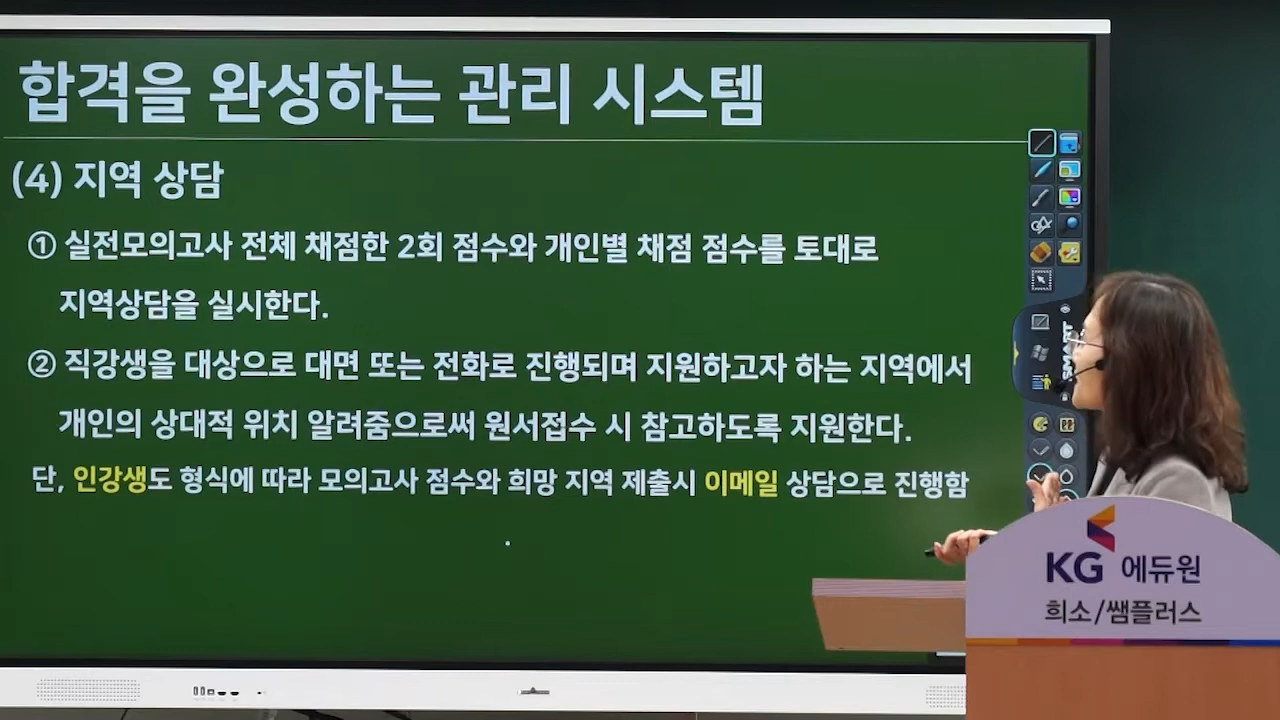 합격을 완성하는 관리 시스템
(4) 지역 상담
① 실전모의고사 전체 채점한 2회 점수와 개인별 채점 점수를 토대로
지역상담을 실시한다.
② 직강생을 대상으로 대면 또는 전화로 진행되며 지원하고자 하는 지역에서
개인의 상대적 위치 알려줌으로써 원서접수 시 참고하도록 지원한다.
단, 인강생도 형식에 따라 모의고사 점수와 희망 지역 제출시 이메일 상담으로 진행함
SMART
KG 에듀원
희소/쌤플러스